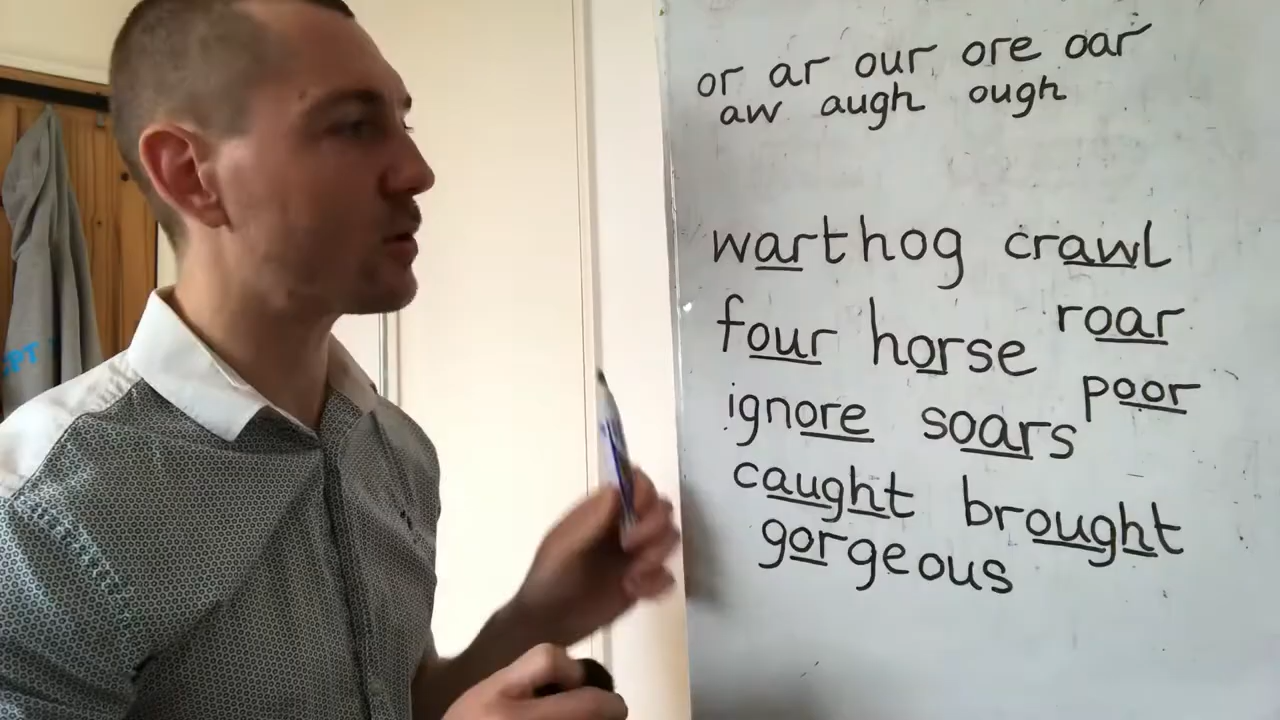 or ar our ore oar
aw augh ough
warthog crawl
four horse roar
poor
ignore soars
caught brought
gorgeous